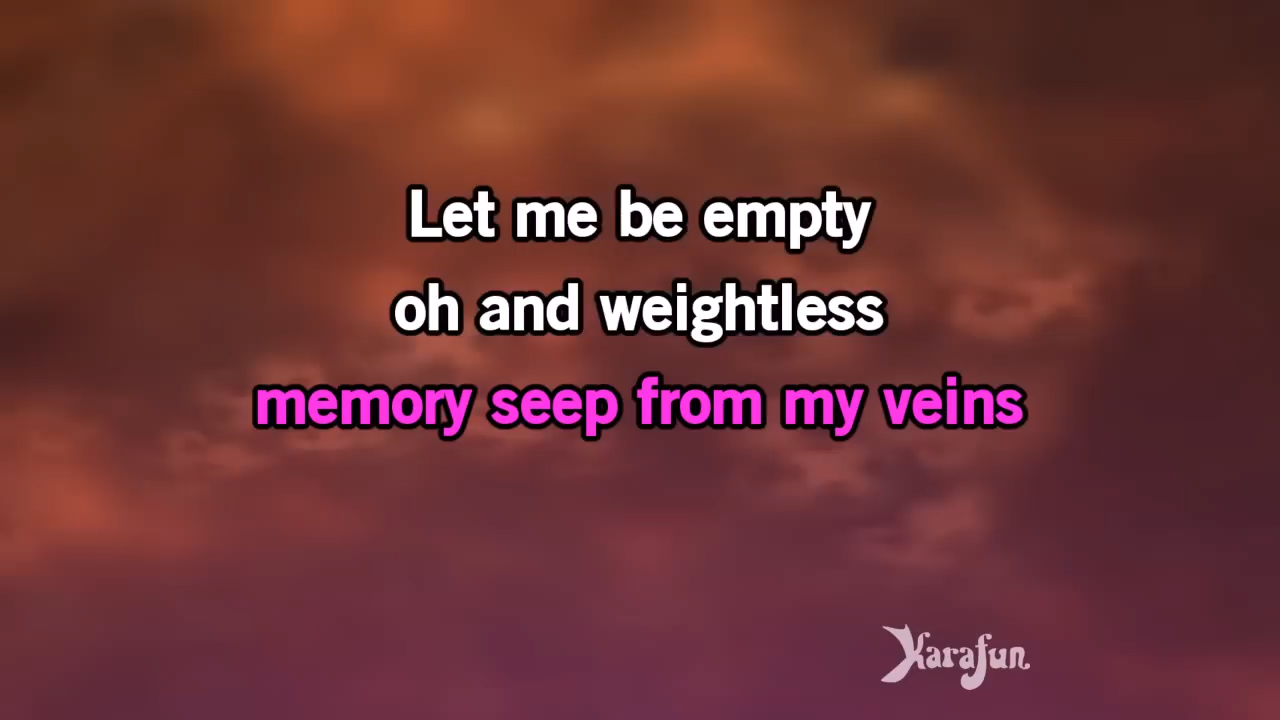 Let me be empty
oh and weightless
memory seep from my veins
Karafun